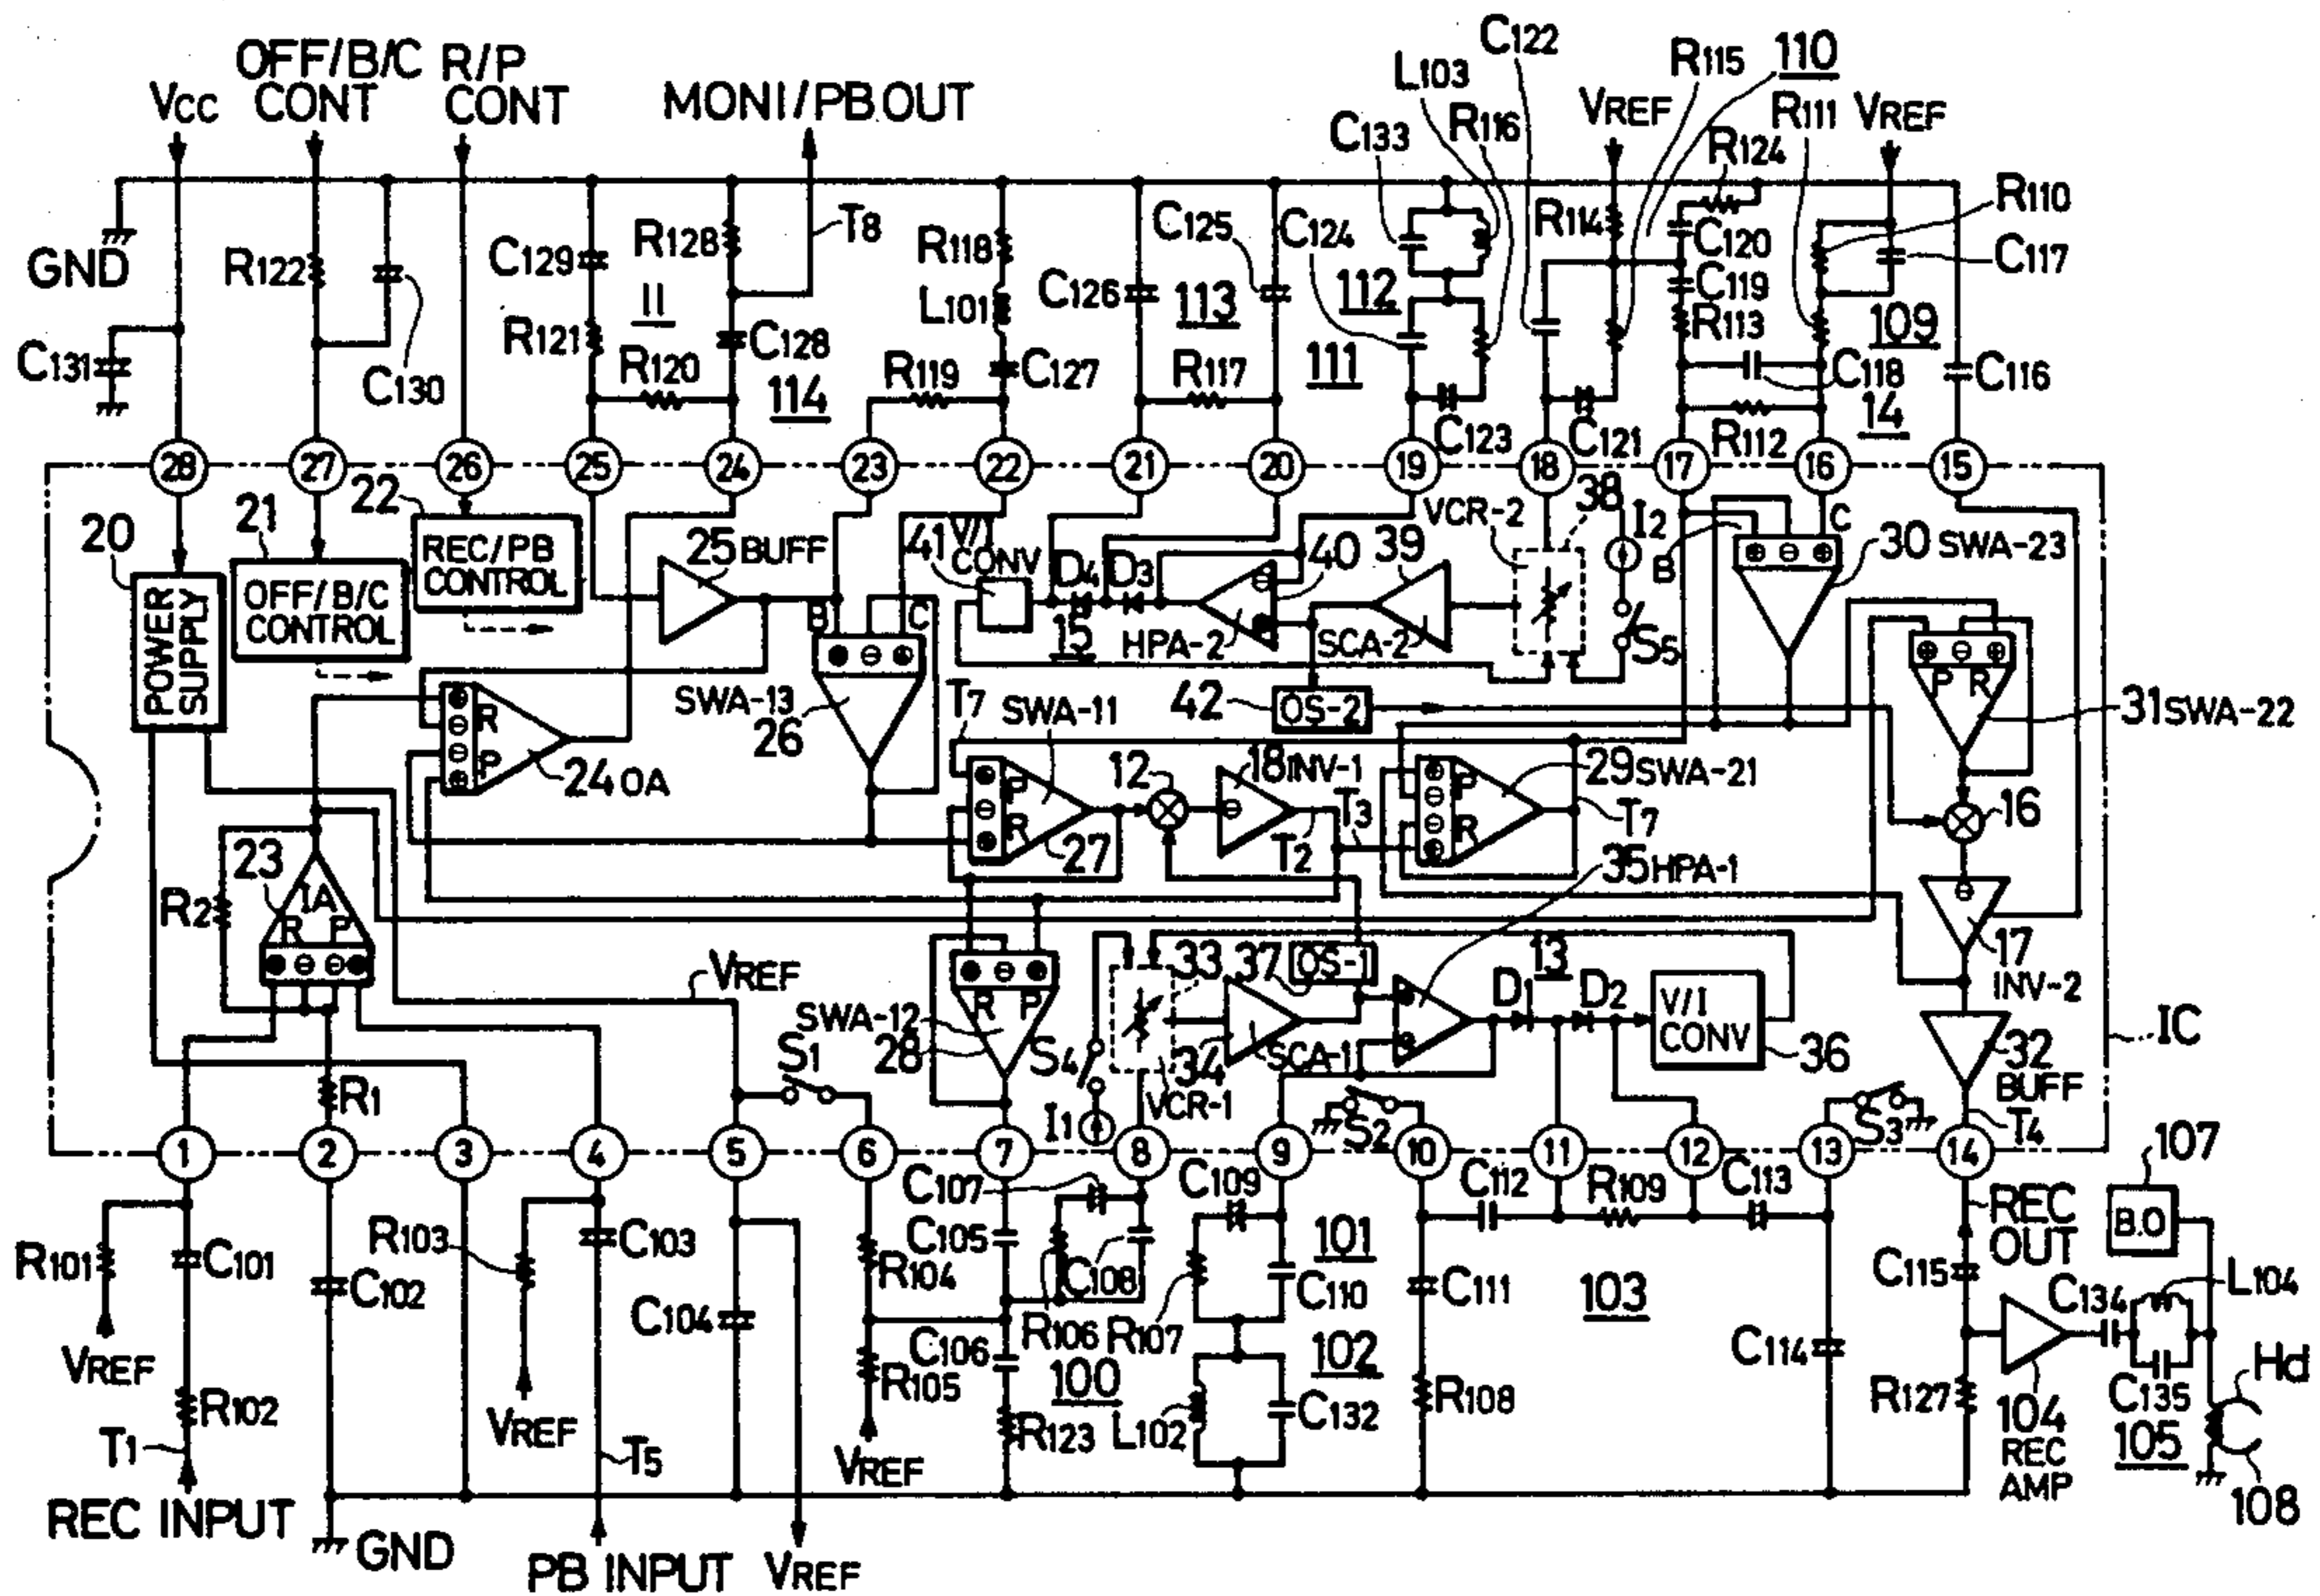 OFF/B/C CONT
R/P CONT
VCC
MONI/PB OUT
C122
L103
R115
110
VREF
R111
VREF
C133
R116
R124
R110
GND
R122
C129
R128
T8
R118
C125
C124
R114
C120
C117
C131
C130
R121
11
L101
C126
113
112
C119
109
R120
C128
R119
C127
R117
111
R113
C118
C116
114
C123
C121
R112
14
28
27
26
25
24
23
22
21
20
19
18
17
16
15
20
21
22
REC/PB CONTROL
25 BUFF
41
V/I CONV
D4
D3
40
39
VCR-2
38
I2
B
C
30 SWA-23
POWER SUPPLY
OFF/B/C CONTROL
B
C
15
HPA-2
SCA-2
S5
P
R
SWA-13
26
T7
SWA-11
42
OS-2
31 SWA-22
R
P
24 OA
P
R
27
12
18 INV-1
T2
T3
P
R
29 SWA-21
T7
16
23
IA
R P
R2
35 HPA-1
17
INV-2
VREF
R P
SWA-12
28
33
37
OS-1
13
D1
D2
V/I CONV
36
S1
S4
34
SCA-1
VCR-1
32
BUFF
IC
R1
I1
S2
S3
T4
1
2
3
4
5
6
7
8
9
10
11
12
13
14
107
B.O
R101
C101
C102
R103
C103
C104
R104
C107
C105
C108
C109
101
C110
C112
R109
C113
C111
103
REC OUT
C115
C134
L104
VREF
R102
R105
C106
R106
R107
100
102
C114
C135
105
Hd
T1
VREF
T5
VREF
R123
L102
C132
R108
R127
104
REC AMP
108
REC INPUT
GND
PB INPUT
VREF